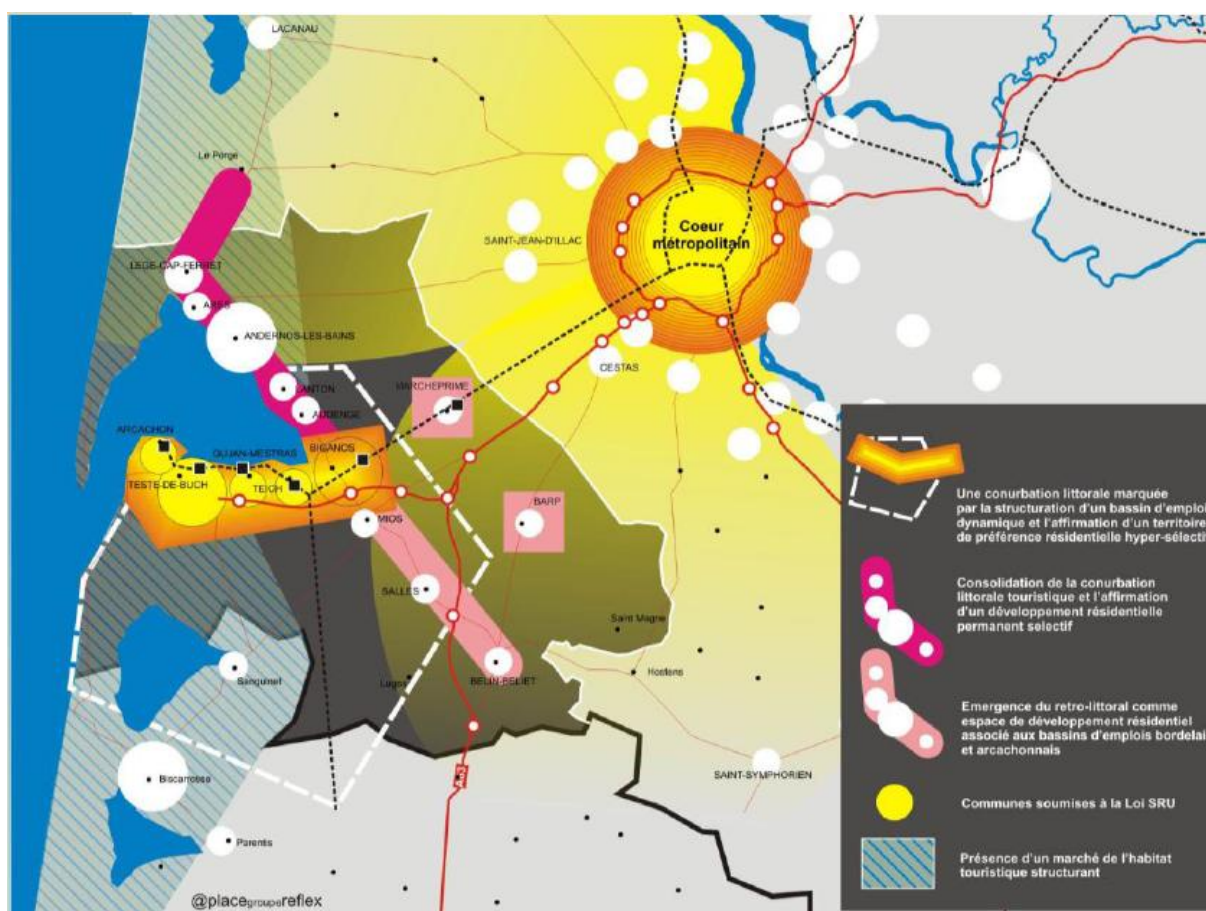 LACANAU
Le Porge
SAINT-JEAN-D'ILLAC
Coeur
métropolitain
LEGE-CAP-FERRET
ARES
ANDERNOS-LES-BAINS
CESTAS
LANTON
MARCHEPRIME
AUDENGE
ARCACHON
GUJAN-MESTRAS
BIGANOS
TESTE-DE-BUCH
TEICH
BARP
MIOS
SALLES
Saint Magne
Hostens
BELIN-BELIET
Sanguinet
Lugos
Biscarrosse
A63
SAINT-SYMPHORIEN
Parentis
@placegroupereflex
Une conurbation littorale marquée
par la structuration d'un bassin d'emploi
dynamique et l'affirmation d'un territoire
de préférence résidentielle hyper-sélectif
Consolidation de la conurbation
littorale touristique et l'affirmation
d'un développement résidentielle
permanent selectif
Emergence du retro-littoral comme
espace de développement résidentiel
associé aux bassins d'emplois bordelai
et arcachonnais
Communes soumises à la Loi SRU
Présence d'un marché de l'habitat
touristique structurant